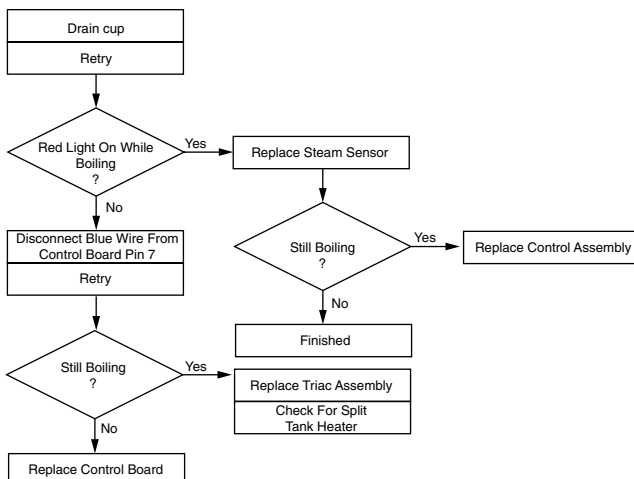 Drain cup
Retry
Red Light On While
Boiling
?
Yes
Replace Steam Sensor
No
Disconnect Blue Wire From
Control Board Pin 7
Retry
Still Boiling
?
Yes
Replace Control Assembly
No
Finished
Still Boiling
?
Yes
Replace Triac Assembly
Check For Split
Tank Heater
No
Replace Control Board